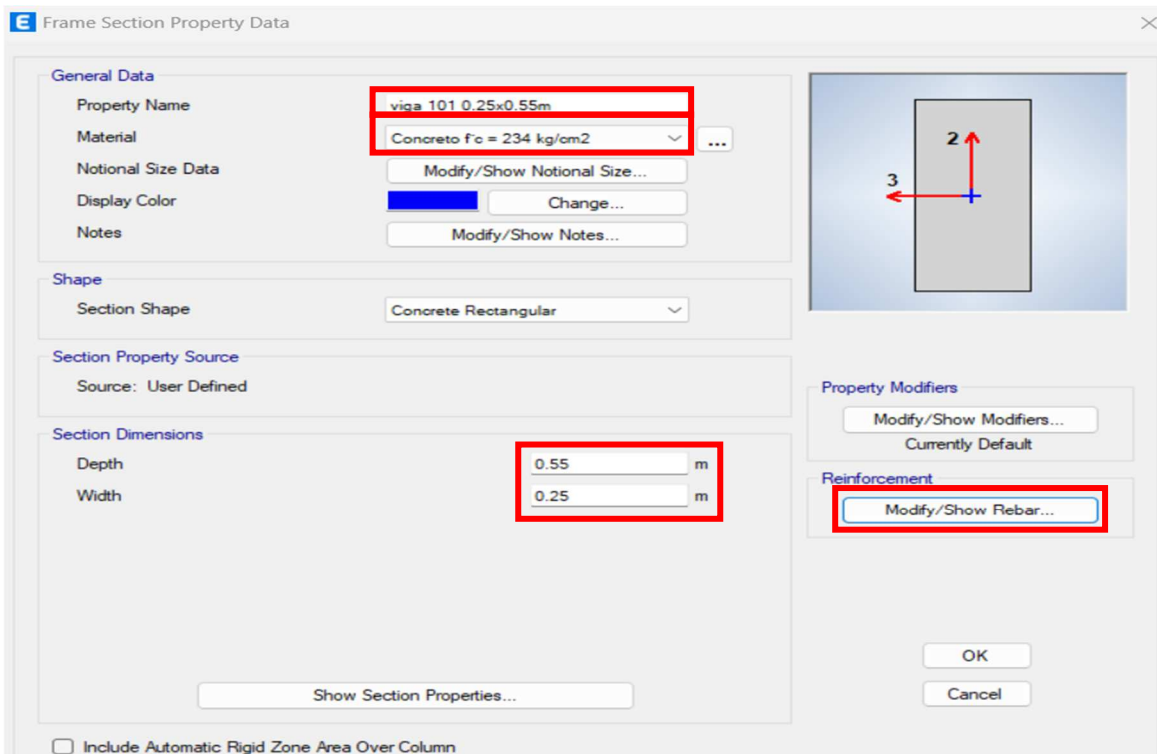 E Frame Section Property Data
General Data
Property Name viga 101 0.25x0.55m
Material Concreto f´c = 234 kg/cm2 ...
Notional Size Data Modify/Show Notional Size...
Display Color Change...
Notes Modify/Show Notes...
2
3
Shape
Section Shape Concrete Rectangular
Section Property Source
Source: User Defined
Property Modifiers
Modify/Show Modifiers...
Currently Default
Section Dimensions
Depth 0.55 m
Width 0.25 m
Reinforcement
Modify/Show Rebar...
OK
Show Section Properties...
Cancel
Include Automatic Rigid Zone Area Over Column